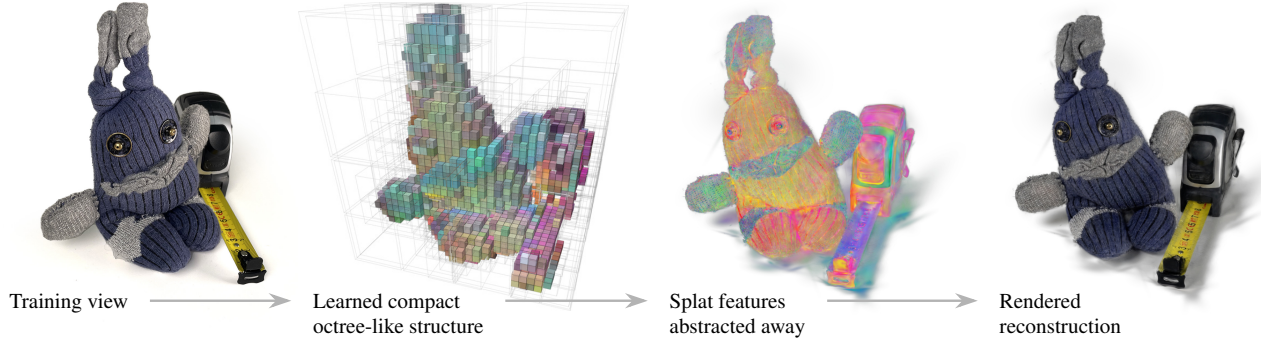 Training view
Learned compact
octree-like structure
Splat features
abstracted away
Rendered
reconstruction